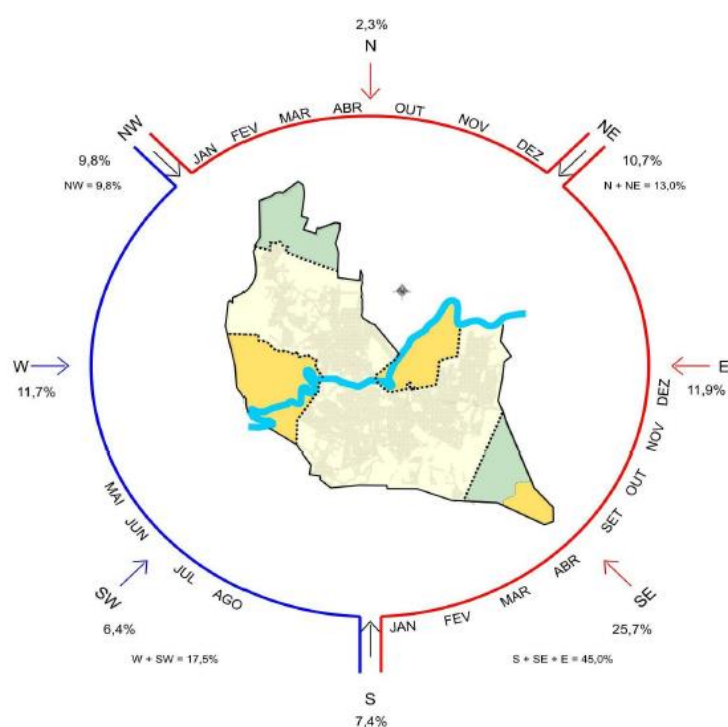 2,3%
N
JAN FEV MAR ABR OUT NOV DEZ
NW
9,8%
NW = 9,8%
NE
10,7%
N + NE = 13,0%
N
W
11,7%
E
11,9%
DEZ
NOV
OUT
SET
ABR
MAR
FEV
JAN
MAI
JUN
JUL
AGO
SW
6,4%
W + SW = 17,5%
SE
25,7%
S + SE + E = 45,0%
S
7,4%